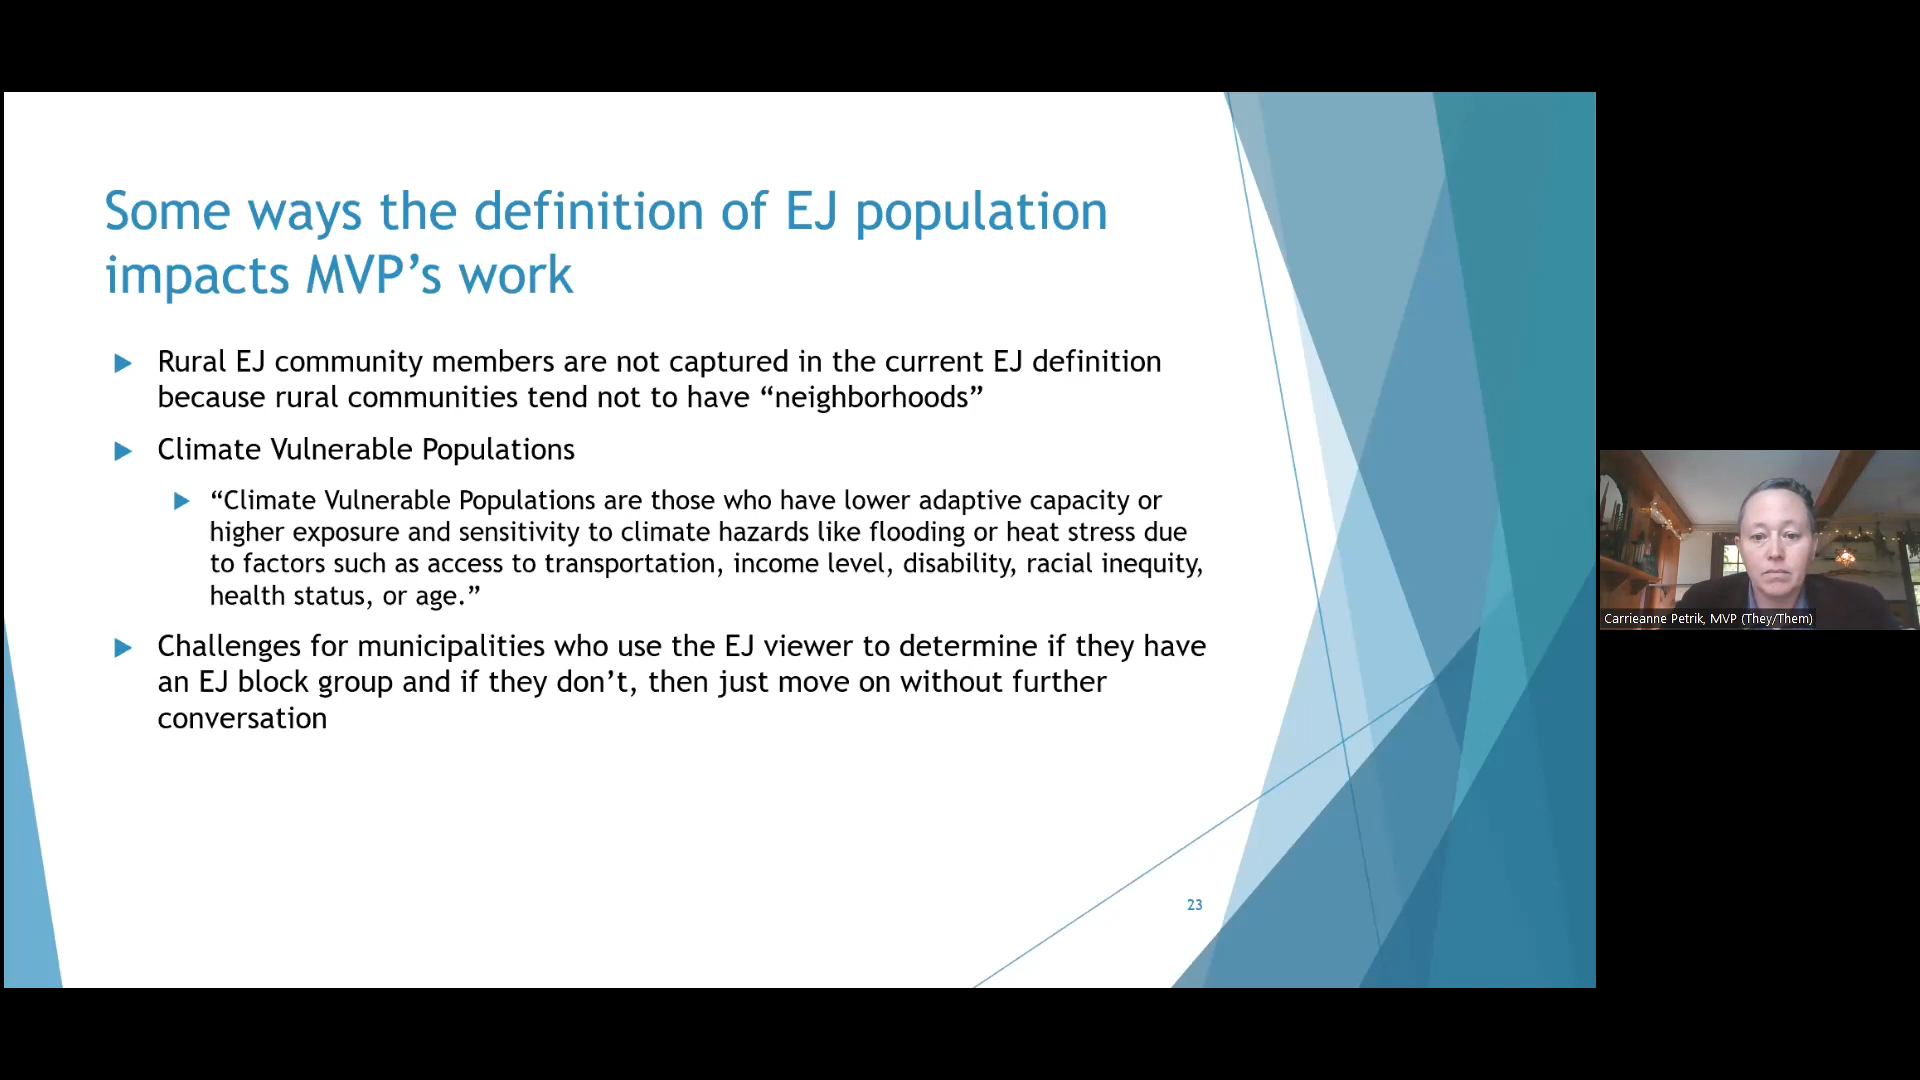 Some ways the definition of EJ population
impacts MVP’s work
Rural EJ community members are not captured in the current EJ definition
because rural communities tend not to have “neighborhoods”
Climate Vulnerable Populations
“Climate Vulnerable Populations are those who have lower adaptive capacity or
higher exposure and sensitivity to climate hazards like flooding or heat stress due
to factors such as access to transportation, income level, disability, racial inequity,
health status, or age.”
Challenges for municipalities who use the EJ viewer to determine if they have
an EJ block group and if they don’t, then just move on without further
conversation
23
Carrieanne Petrik, MVP (They/Them)